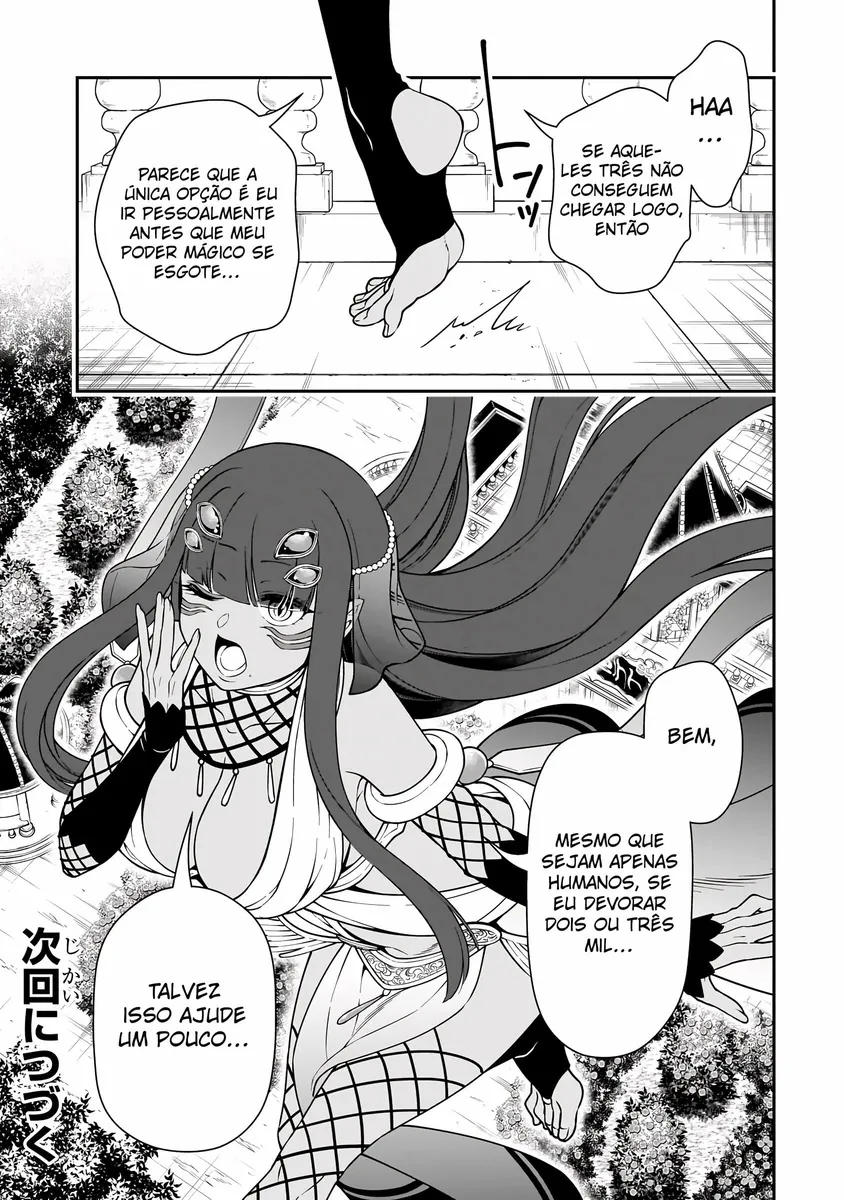 HAA
...
SE AQUE-
LES TRÊS NÃO
CONSEGUEM
CHEGAR LOGO,
ENTÃO
トッ
PARECE QUE A
ÚNICA OPÇÃO É EU
IR PESSOALMENTE
ANTES QUE MEU
PODER MÁGICO SE
ESGOTE...
BEM,
MESMO QUE
SEJAM APENAS
HUMANOS, SE
EU DEVORAR
DOIS OU TRÊS
MIL...
TALVEZ
ISSO AJUDE
UM POUCO...
じかい
次回につづく